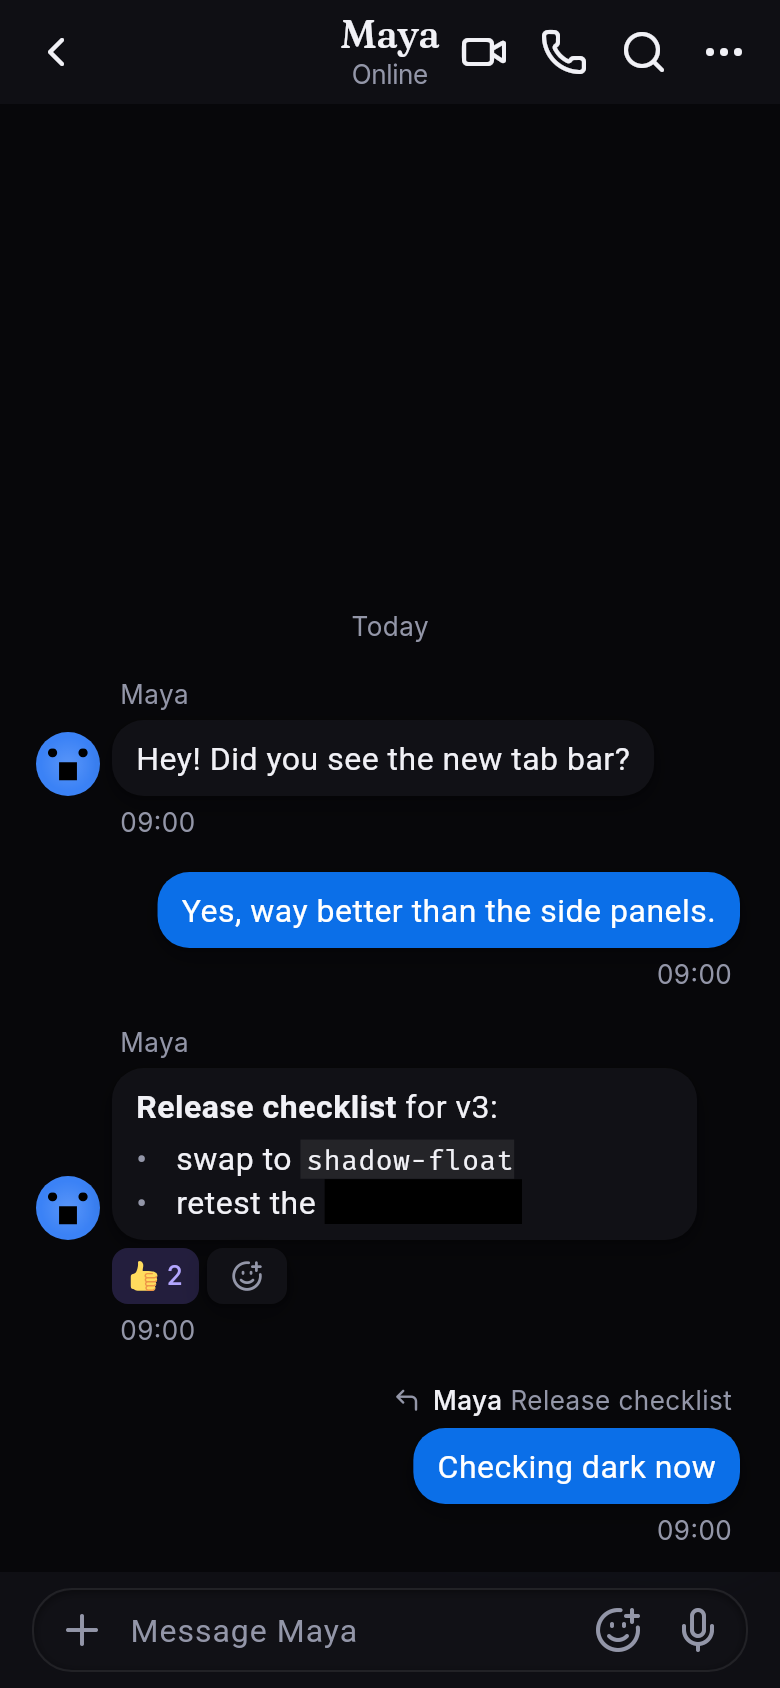 Maya
Online
Today
Maya
Hey! Did you see the new tab bar?
09:00
Yes, way better than the side panels.
09:00
Maya
Release checklist for v3:
• swap to shadow-float
• retest the
👍 2
09:00
Maya Release checklist
Checking dark now
09:00
Message Maya